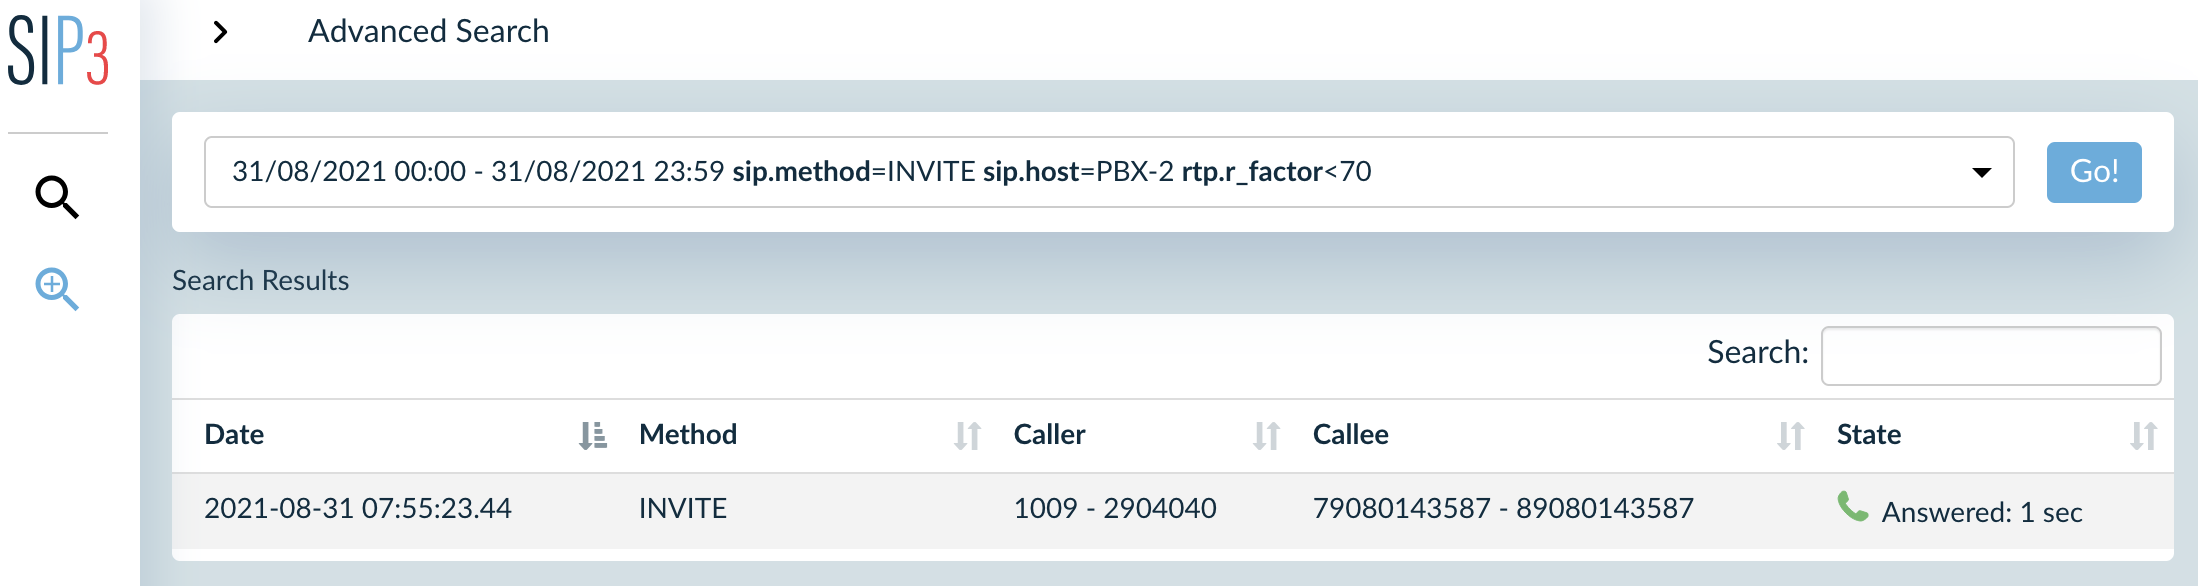 SIP3
Advanced Search
31/08/2021 00:00 - 31/08/2021 23:59 sip.method=INVITE sip.host=PBX-2 rtp.r_factor<70
Go!
Search Results
Search:
Date Method Caller Callee State
2021-08-31 07:55:23.44 INVITE 1009 - 2904040 79080143587 - 89080143587 Answered: 1 sec